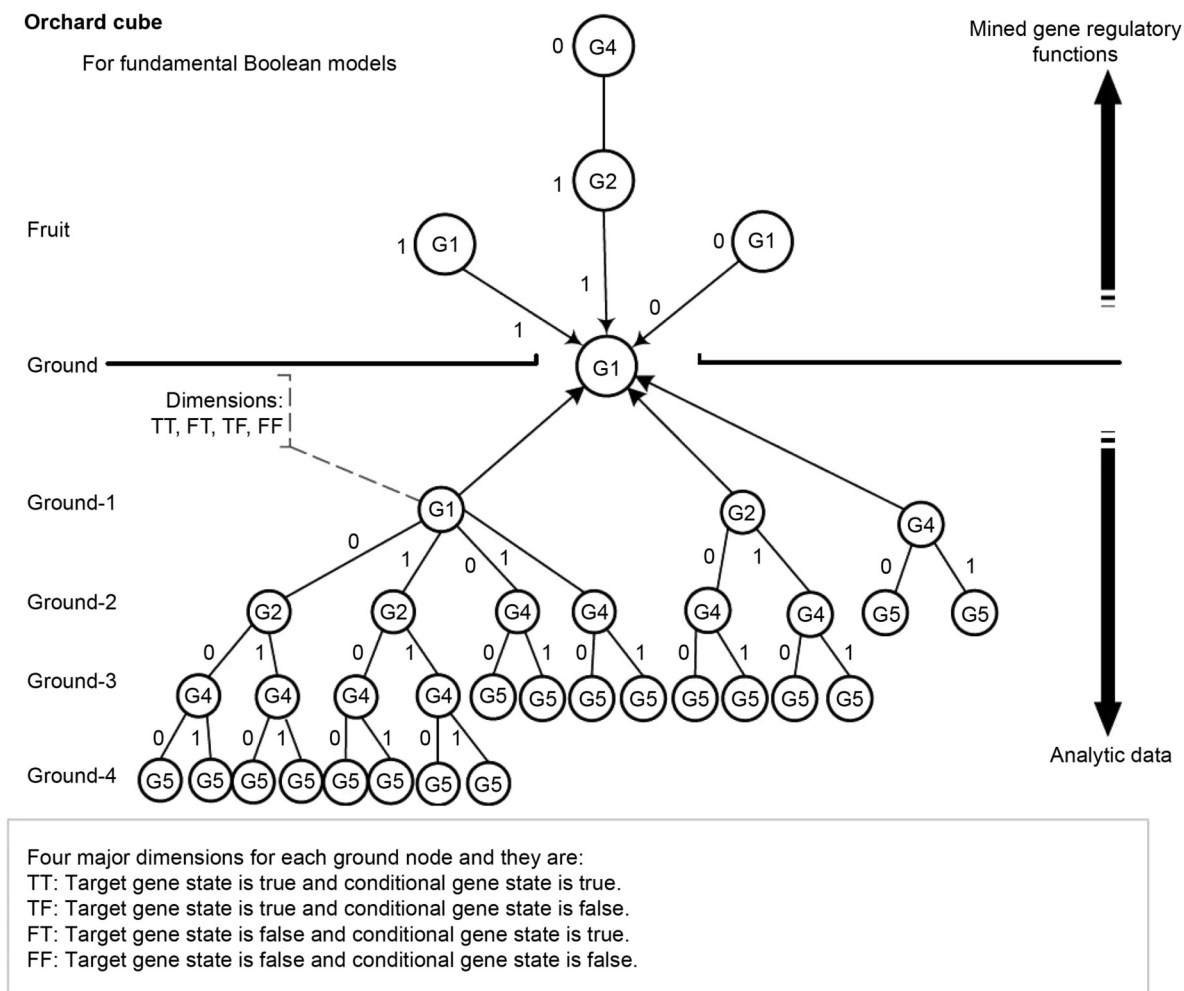 Orchard cube
For fundamental Boolean models
Mined gene regulatory
functions
0 G4
1 G2
Fruit
1 G1
0 G1
1
1
0
Ground
G1
Dimensions:
TT, FT, TF, FF
Ground-1
G1 G2 G4
0 1 0 1 0 1 0 1
Ground-2
G2 G2 G4 G4 G4 G4 G5 G5
0 1 0 1 0 1 0 1 0 1 0 1
Ground-3
G4 G4 G4 G4 G5 G5 G5 G5 G5 G5 G5 G5
0 1 0 1 0 1 0 1
Ground-4
G5 G5 G5 G5 G5 G5 G5 G5
Analytic data
Four major dimensions for each ground node and they are:
TT: Target gene state is true and conditional gene state is true.
TF: Target gene state is true and conditional gene state is false.
FT: Target gene state is false and conditional gene state is true.
FF: Target gene state is false and conditional gene state is false.